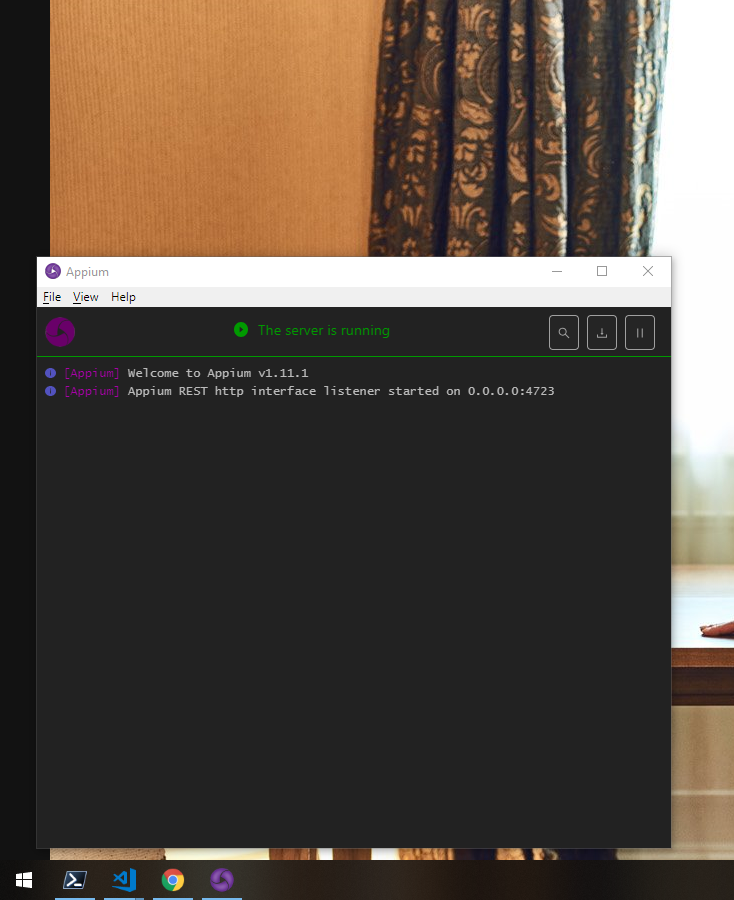 Appium
File View Help
The server is running
[Appium] Welcome to Appium v1.11.1
[Appium] Appium REST http interface listener started on 0.0.0.0:4723